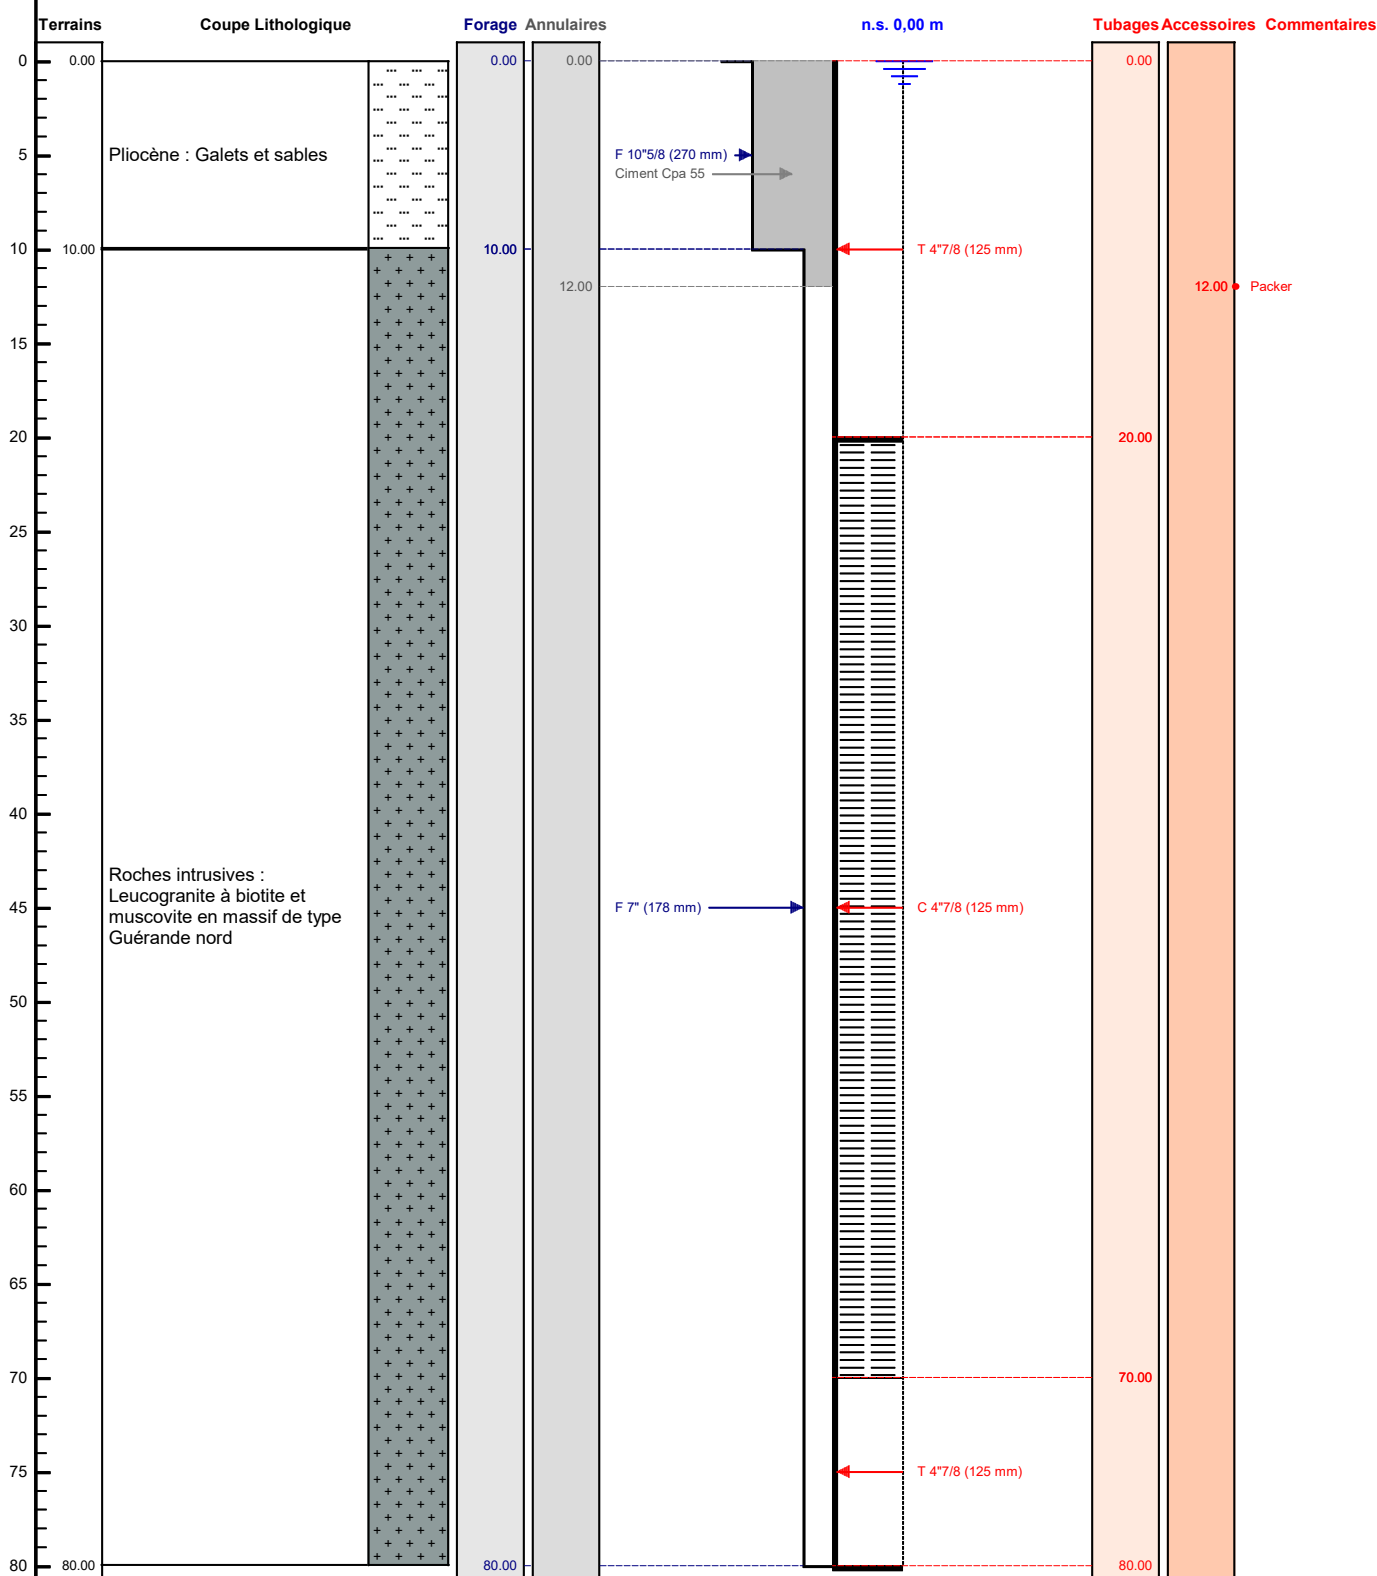 Terrains Coupe Lithologique Forage Annulaires n.s. 0,00 m Tubages Accessoires Commentaires
0 0.00 0.00 0.00 0.00
5 Pliocène : Galets et sables F 10"5/8 (270 mm)
Ciment Cpa 55
10 10.00 10.00 T 4"7/8 (125 mm)
12.00 12.00 Packer
15
20 20.00
25
30
35
40
Roches intrusives :
Leucogranite à biotite et
45 muscovite en massif de type F 7" (178 mm) C 4"7/8 (125 mm)
Guérande nord
50
55
60
65
70 70.00
75 T 4"7/8 (125 mm)
80 80.00 80.00 80.00